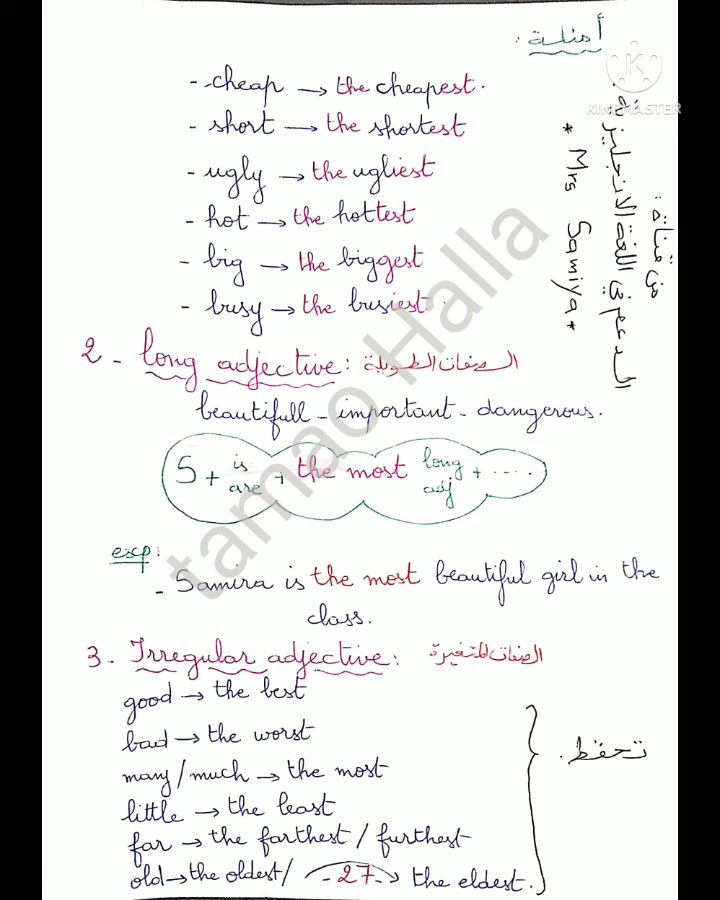 أمثلة :
- cheap → the cheapest.
- short → the shortest
- ugly → the ugliest
- hot → the hottest
- big → the biggest
- busy → the busiest.
KINEMASTER
من قناة :
الدعم في اللغة الانجليزية.
* Mrs Samiya *
2 - long adjective : الصفات الطويلة
beautifull - important - dangerous.
S + is / are + the most long adj + .....
exp :
- Samira is the most beautiful girl in the
class.
3 - Irregular adjective : الصفات المتغيرة
good → the best
bad → the worst
many / much → the most
little → the least
far → the farthest / furthest
old → the oldest / → the eldest.
تحفظ.
- 27 -
tamao Halla